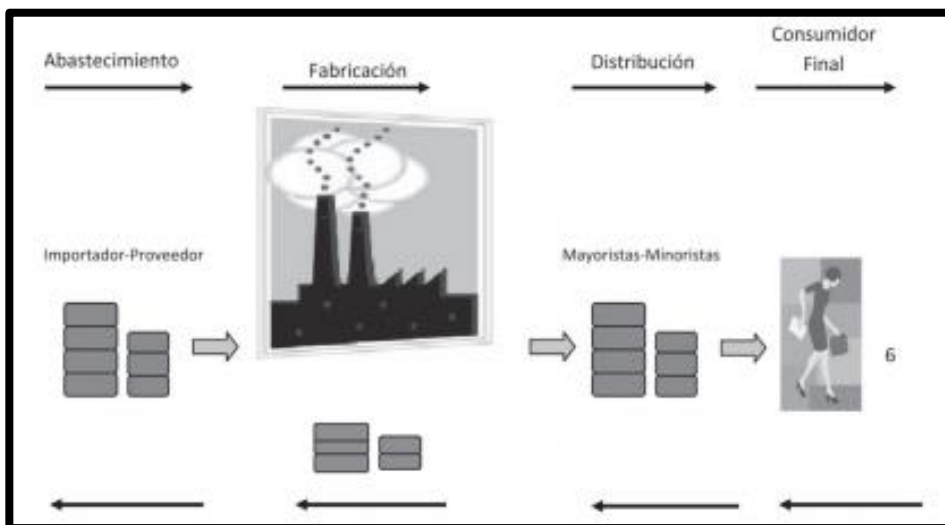 Abastecimiento
Fabricación
Distribución
Consumidor
Final
Importador-Proveedor
Mayoristas-Minoristas
6